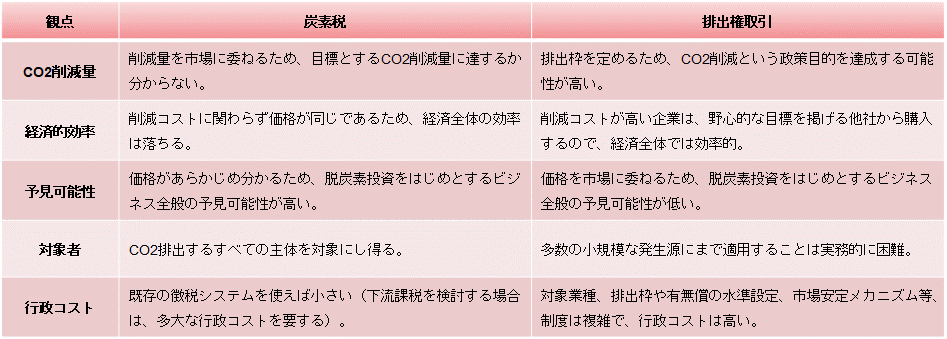 観点 炭素税 排出権取引
CO2削減量
削減量を市場に委ねるため、目標とするCO2削減量に達するか
分からない。
排出枠を定めるため、CO2削減という政策目的を達成する可能
性が高い。
経済的効率
削減コストに関わらず価格が同じであるため、経済全体の効率
は落ちる。
削減コストが高い企業は、野心的な目標を掲げる他社から購入
するので、経済全体では効率的。
予見可能性
価格があらかじめ分かるため、脱炭素投資をはじめとするビジ
ネス全般の予見可能性が高い。
価格を市場に委ねるため、脱炭素投資をはじめとするビジネス
全般の予見可能性が低い。
対象者
CO2排出するすべての主体を対象にし得る。
多数の小規模な発生源にまで適用することは実務的に困難。
行政コスト
既存の徴税システムを使えば小さい（下流課税を検討する場合
は、多大な行政コストを要する）。
対象業種、排出枠や有無償の水準設定、市場安定メカニズム等、
制度は複雑で、行政コストは高い。